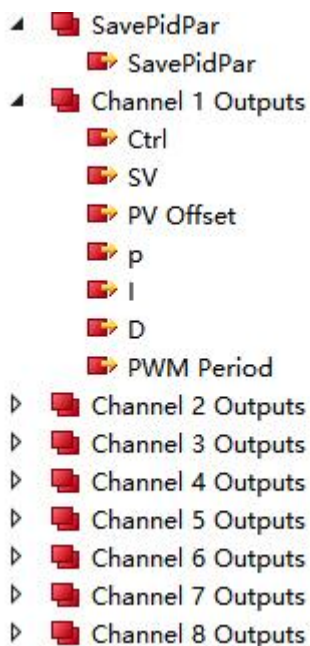 SavePidPar
SavePidPar
Channel 1 Outputs
Ctrl
SV
PV Offset
p
I
D
PWM Period
Channel 2 Outputs
Channel 3 Outputs
Channel 4 Outputs
Channel 5 Outputs
Channel 6 Outputs
Channel 7 Outputs
Channel 8 Outputs